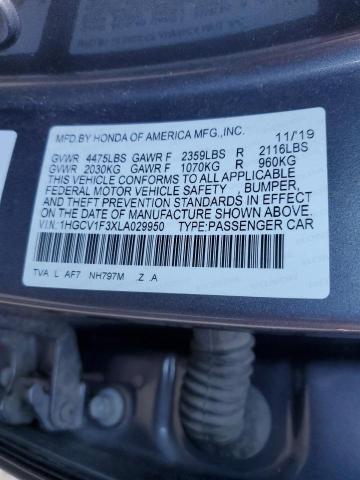 MFD.BY HONDA OF AMERICA MFG.,INC. 11/'19
GVWR 4475LBS GAWR F 2359LBS R 2116LBS
GVWR 2030KG GAWR F 1070KG R 960KG
THIS VEHICLE CONFORMS TO ALL APPLICABLE
FEDERAL MOTOR VEHICLE SAFETY , BUMPER,
AND THEFT PREVENTION STANDARDS IN EFFECT ON
THE DATE OF MANUFACTURE SHOWN ABOVE.
V.I.N.:1HGCV1F3XLA029950 TYPE:PASSENGER CAR
TVA L AF7 NH797M .Z .A